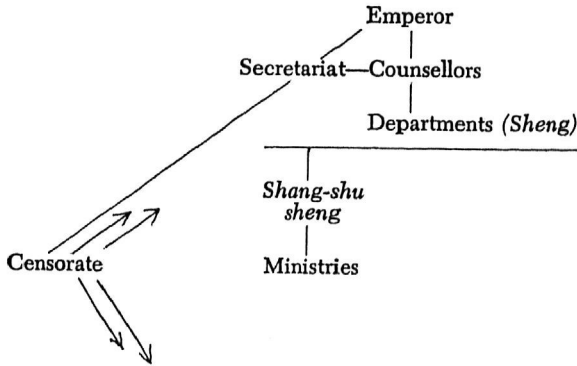 Emperor
Secretariat—Counsellors
Departments (Sheng)
Shang-shu
sheng
Censorate
Ministries